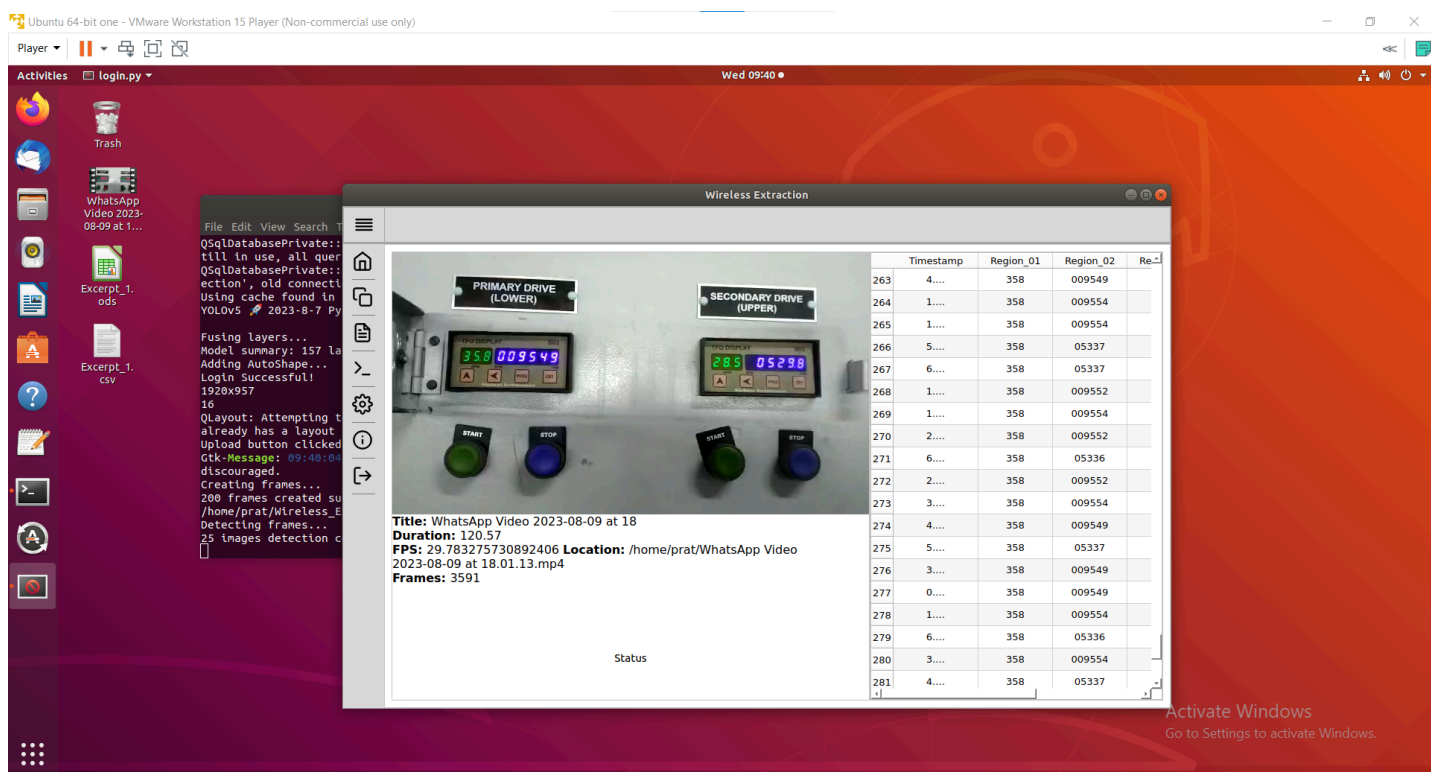 Ubuntu 64-bit one - VMware Workstation 15 Player (Non-commercial use only)
Player
Activities
login.py
Wed 09:40
Trash
WhatsApp
Video 2023-
08-09 at 1...
Excerpt_1.
ods
Excerpt_1.
csv
File Edit View Search T
QSqlDatabasePrivate::
till in use, all quer
QSqlDatabasePrivate::
ection', old connecti
Using cache found in
YOLOv5 🚀 2023-8-7 Py
Fusing layers...
Model summary: 157 la
Adding AutoShape...
Login Successful!
1920x957
16
QLayout: Attempting t
already has a layout
Upload button clicked
Gtk-Message: 09:40:04
discouraged.
Creating frames...
200 frames created su
/home/prat/Wireless_E
Detecting frames...
25 images detection c
Wireless Extraction
PRIMARY DRIVE
(LOWER)
SECONDARY DRIVE
(UPPER)
TFO DISPLAY
358 009549
TFO DISPLAY
285 05298
START
STOP
START
STOP
Title: WhatsApp Video 2023-08-09 at 18
Duration: 120.57
FPS: 29.783275730892406 Location: /home/prat/WhatsApp Video
2023-08-09 at 18.01.13.mp4
Frames: 3591
Status
Timestamp Region_01 Region_02 Re
263 4.... 358 009549
264 1.... 358 009554
265 1.... 358 009554
266 5.... 358 05337
267 6.... 358 05337
268 1.... 358 009552
269 1.... 358 009554
270 2.... 358 009552
271 6.... 358 05336
272 2.... 358 009552
273 3.... 358 009554
274 4.... 358 009549
275 5.... 358 05337
276 3.... 358 009549
277 0.... 358 009549
278 1.... 358 009554
279 6.... 358 05336
280 3.... 358 009554
281 4.... 358 05337
Activate Windows
Go to Settings to activate Windows.